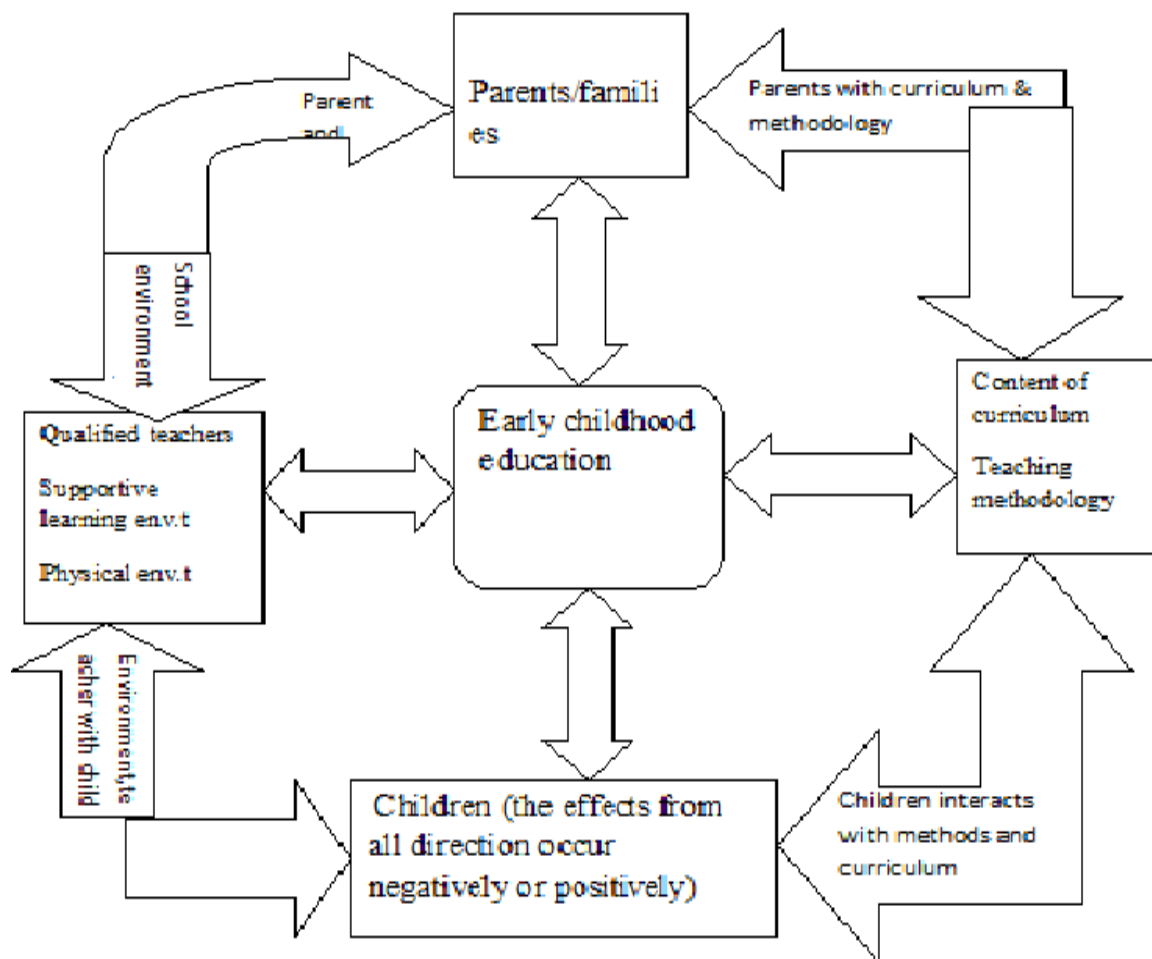 Parents/famili
es
Parent
and
Parents with curriculum &
methodology
School
environment
Qualified teachers
Supportive
learning env.t
Physical env.t
Early childhood
education
Content of
curriculum
Teaching
methodology
Environment,te
acher with child
Children (the effects from
all direction occur
negatively or positively)
Children interacts
with methods and
curriculum